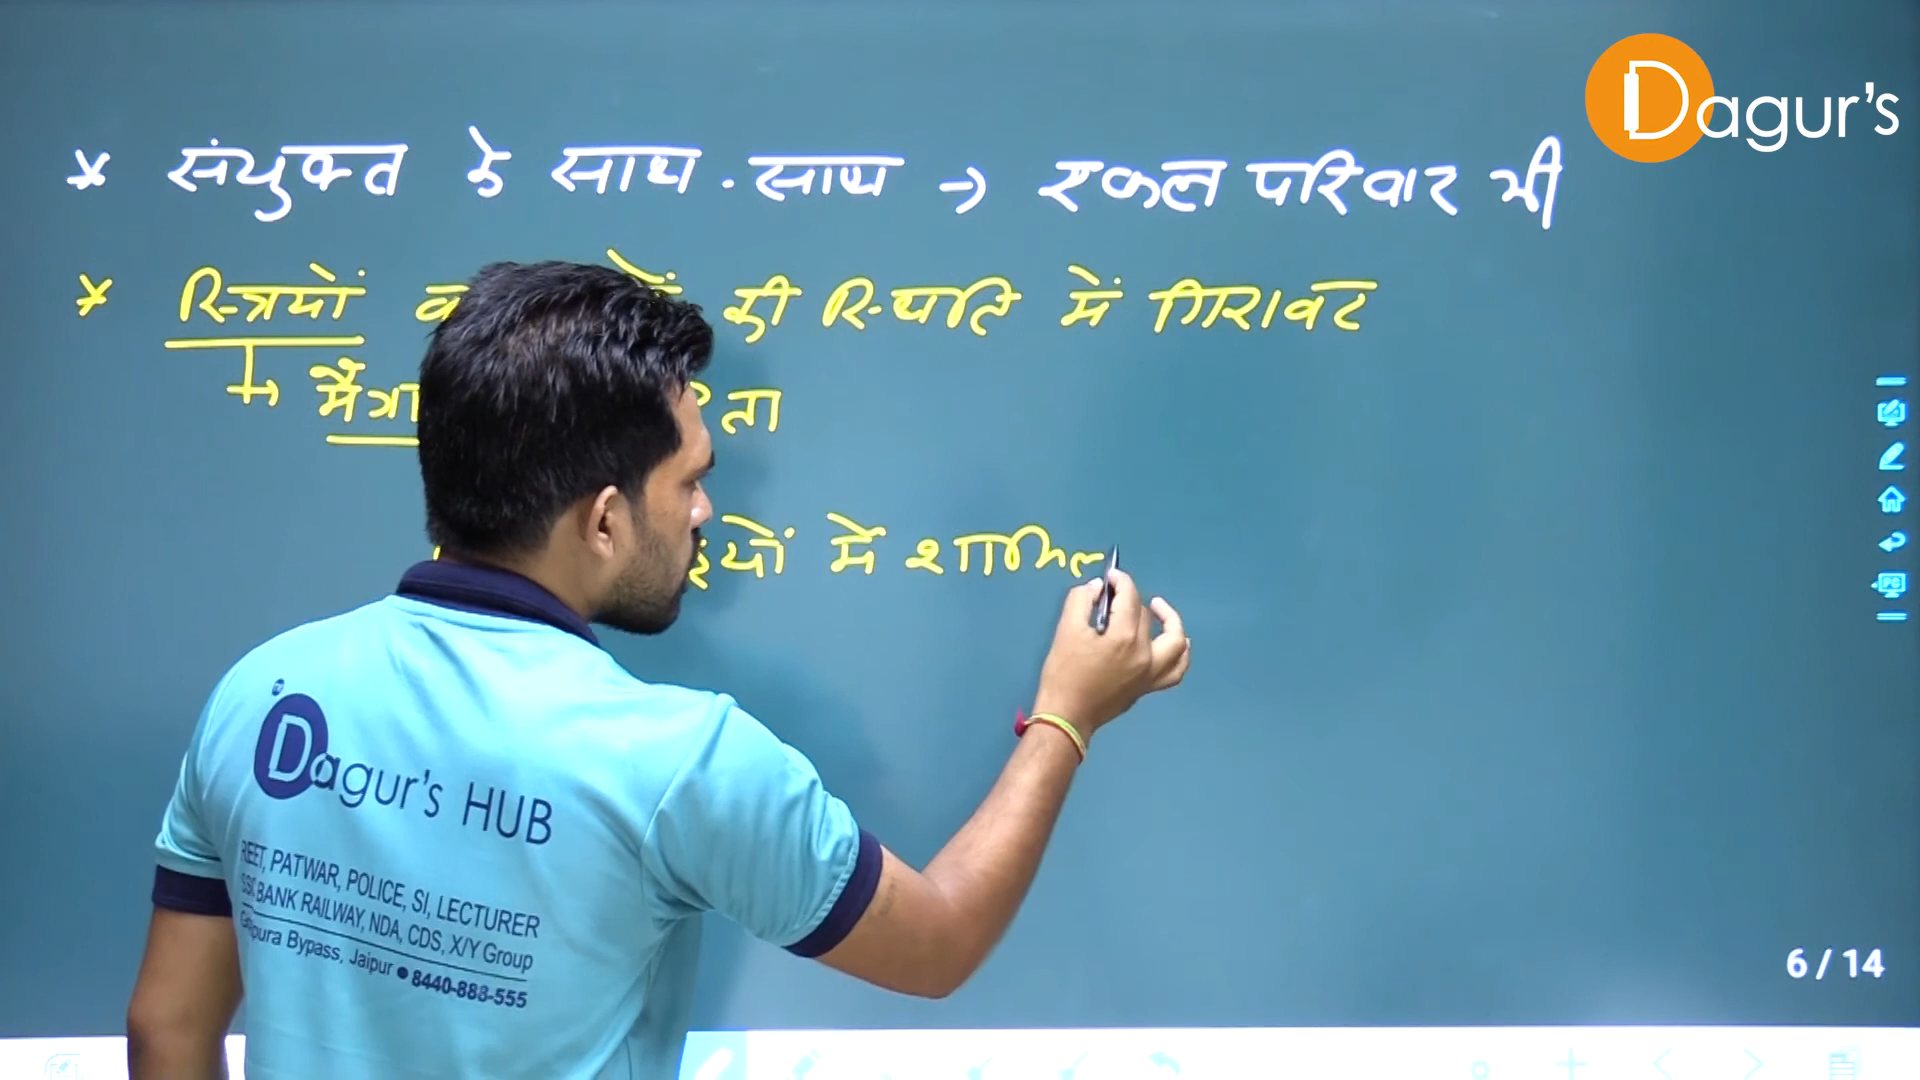 Dagur's
* संयुक्त के साथ - साथ → एकल परिवार भी
* स्त्रियों की स्थिति में गिरावट
में शामिल
Dagur's HUB
REET, PATWAR, POLICE, SI, LECTURER
SSC BANK RAILWAY, NDA, CDS, X/Y Group
Bypass, Jaipur ● 8440-888-555
6 / 14